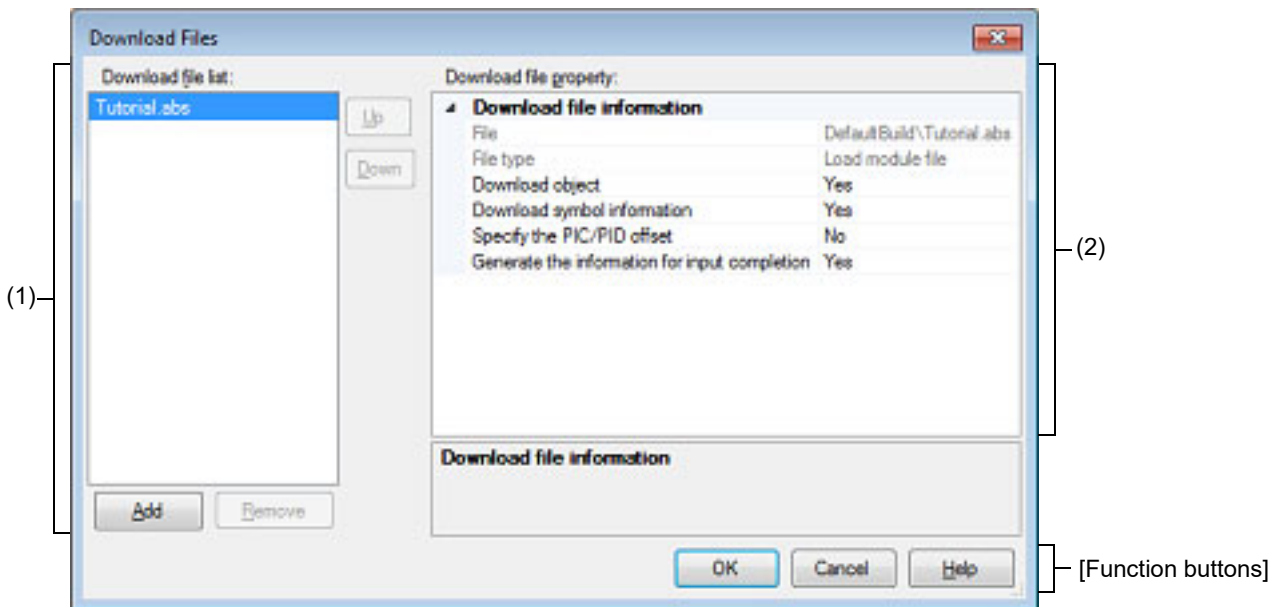 Download Files
Download file list:
Tutorial.abs
Up
Down
Add
Remove
Download file property:
Download file information
File DefaultBuild\Tutorial.abs
File type Load module file
Download object Yes
Download symbol information Yes
Specify the PIC/PID offset No
Generate the information for input completion Yes
Download file information
OK Cancel Help
(1)
(2)
[Function buttons]